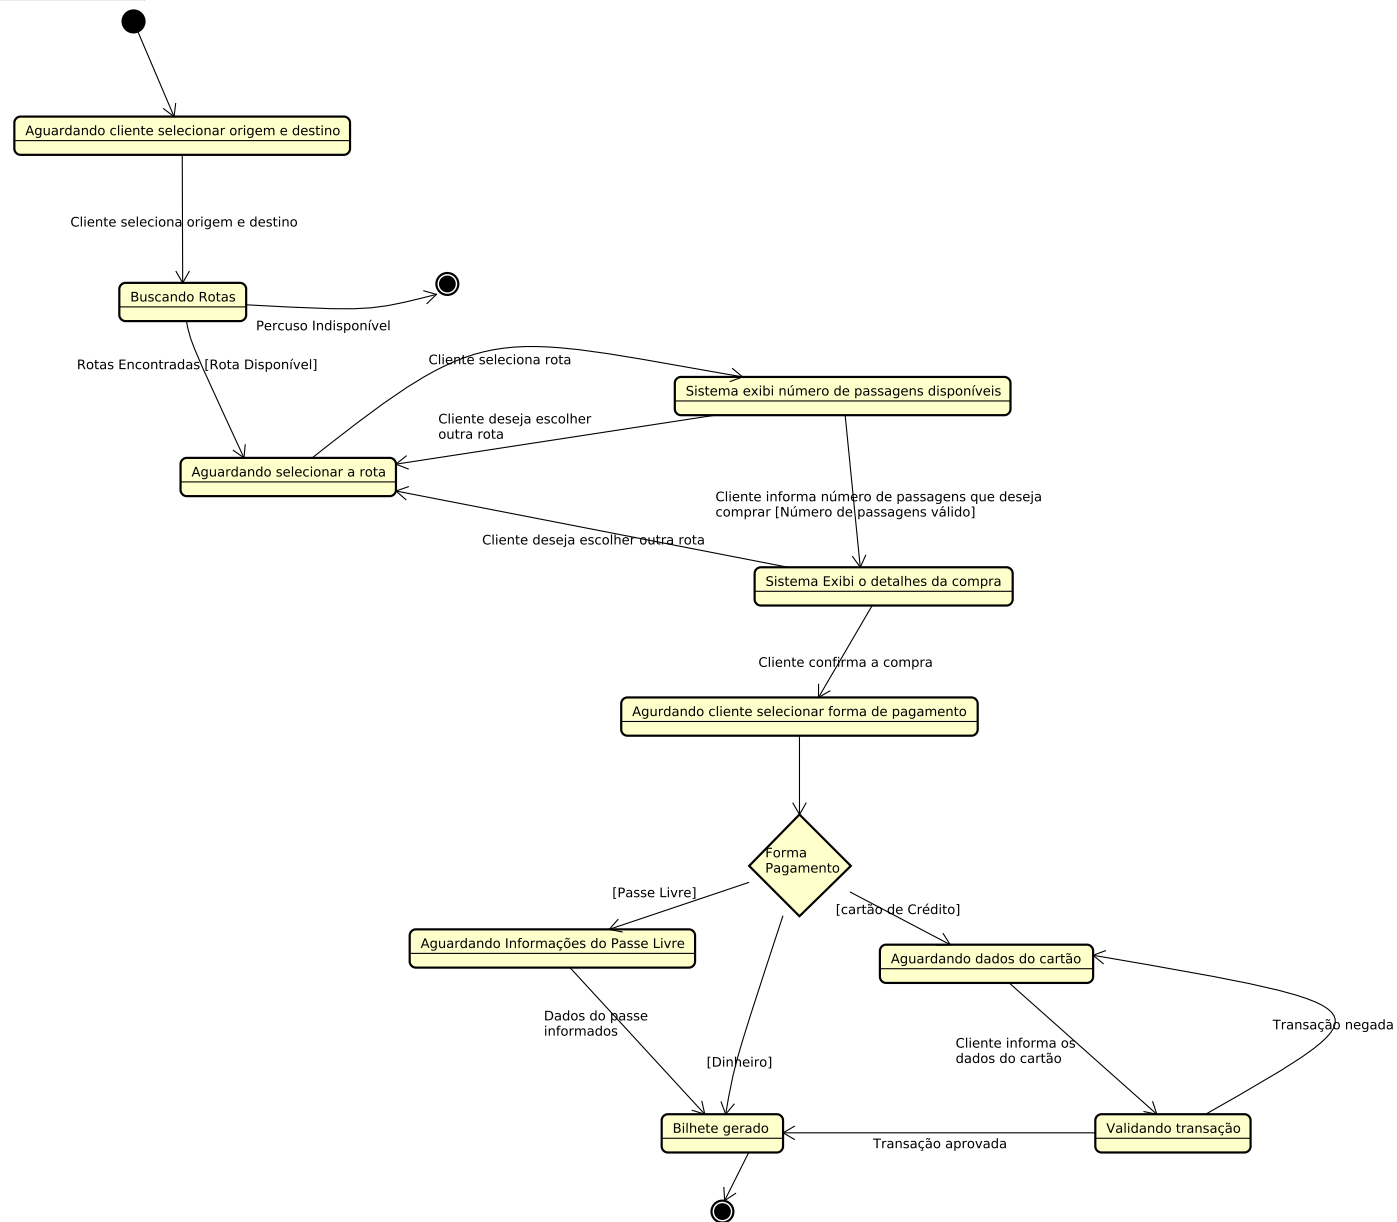 Aguardando cliente selecionar origem e destino
Cliente seleciona origem e destino
Buscando Rotas
Percuso Indisponível
Rotas Encontradas [Rota Disponível]
Cliente seleciona rota
Sistema exibi número de passagens disponíveis
Cliente deseja escolher
outra rota
Aguardando selecionar a rota
Cliente informa número de passagens que deseja
comprar [Número de passagens válido]
Cliente deseja escolher outra rota
Sistema Exibi o detalhes da compra
Cliente confirma a compra
Agurdando cliente selecionar forma de pagamento
Forma
Pagamento
[Passe Livre]
[cartão de Crédito]
Aguardando Informações do Passe Livre
Aguardando dados do cartão
Dados do passe
informados
Transação negada
Cliente informa os
dados do cartão
[Dinheiro]
Bilhete gerado
Validando transação
Transação aprovada